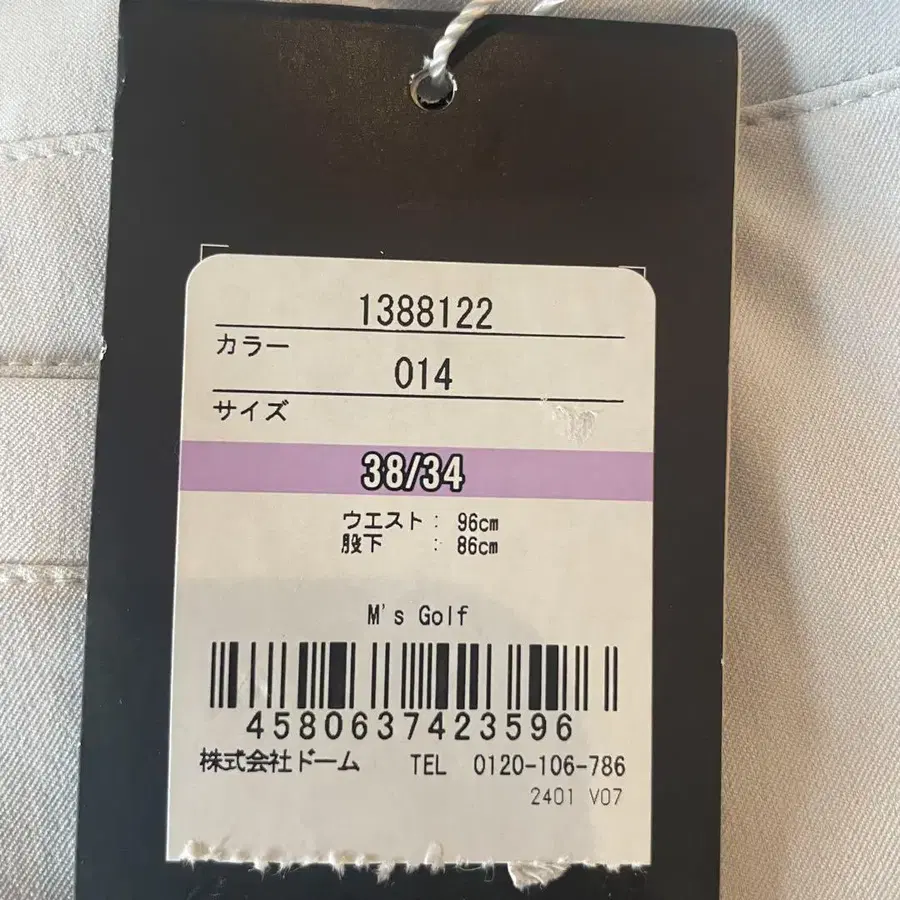 1388122
カラー
014
サイズ
38/34
ウエスト: 96cm
股下 : 86cm
M's Golf
4580637423596
株式会社ドーム TEL 0120-106-786
2401 V07